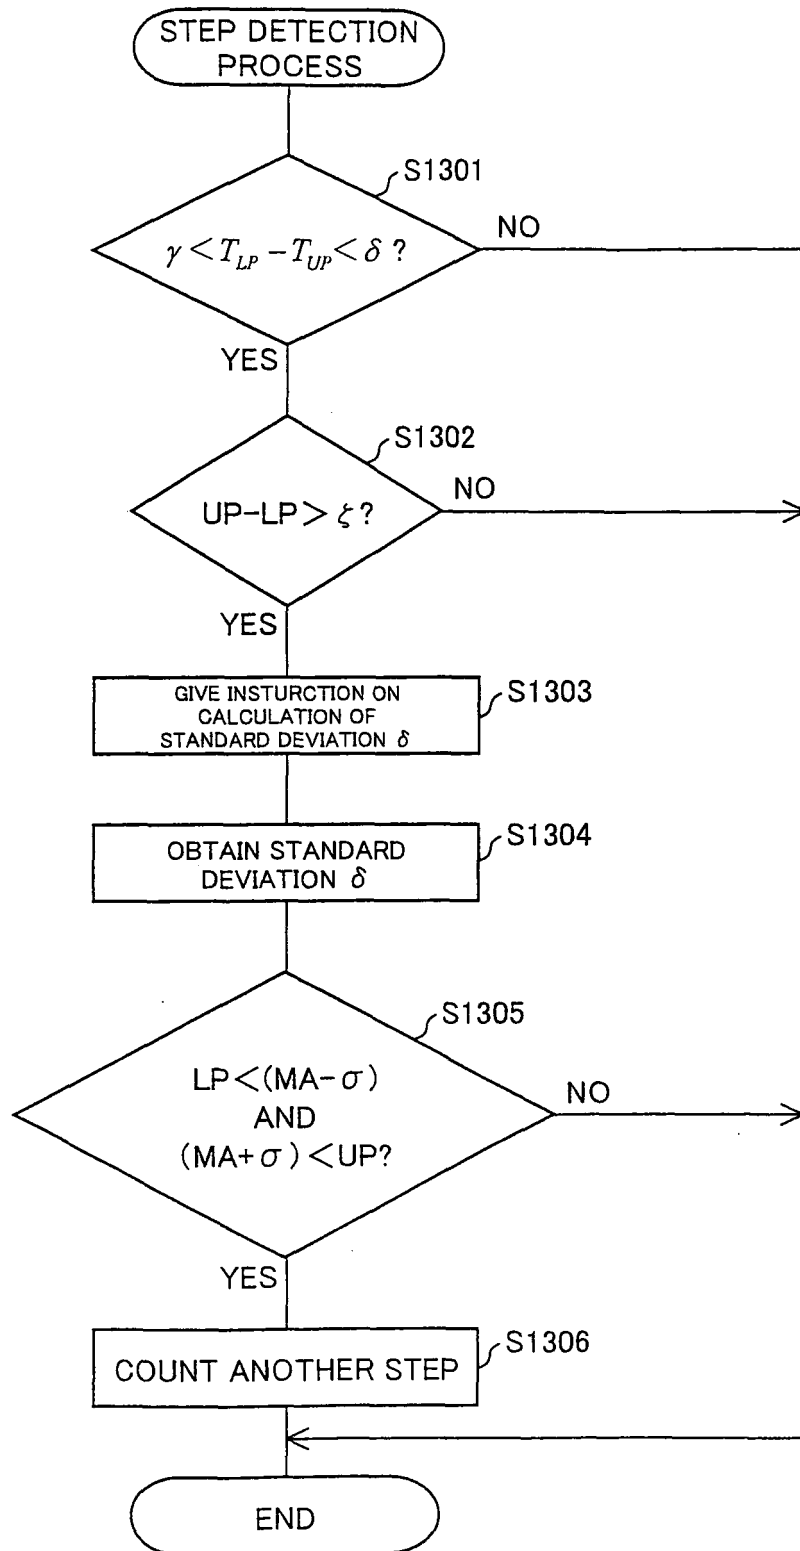 STEP DETECTION
PROCESS
S1301
γ < T_LP − T_UP < δ ?
NO
YES
S1302
UP-LP > ζ?
NO
YES
S1303
GIVE INSTURCTION ON
CALCULATION OF
STANDARD DEVIATION δ
S1304
OBTAIN STANDARD
DEVIATION δ
S1305
LP<(MA-σ)
AND
(MA+σ)<UP?
NO
YES
S1306
COUNT ANOTHER STEP
END